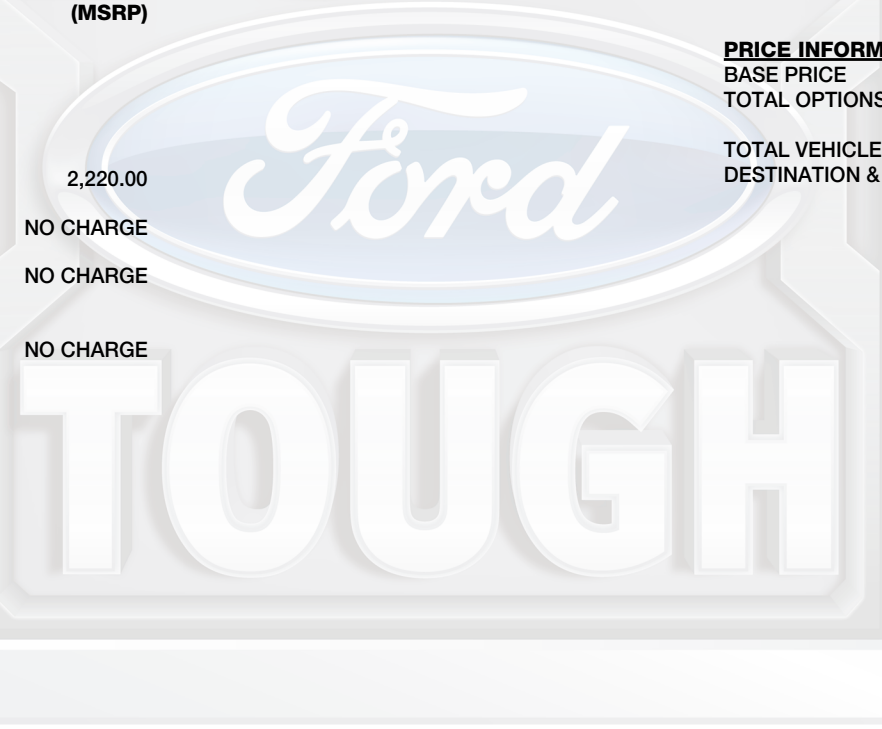 (MSRP)
2,220.00
NO CHARGE
NO CHARGE
NO CHARGE
PRICE INFORM
BASE PRICE
TOTAL OPTIONS
TOTAL VEHICLE
DESTINATION &
Ford
TOUGH